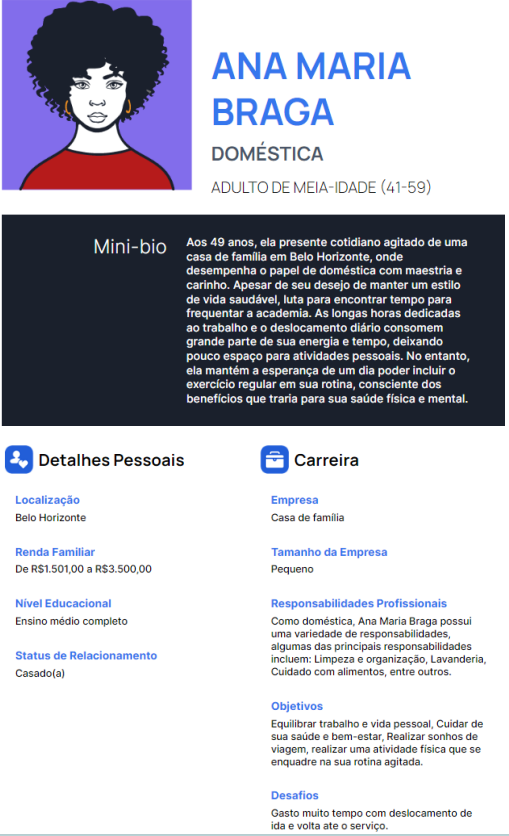 ANA MARIA
BRAGA
DOMÉSTICA
ADULTO DE MEIA-IDADE (41-59)
Mini-bio
Aos 49 anos, ela presente cotidiano agitado de uma
casa de família em Belo Horizonte, onde
desempenha o papel de doméstica com maestria e
carinho. Apesar de seu desejo de manter um estilo
de vida saudável, luta para encontrar tempo para
frequentar a academia. As longas horas dedicadas
ao trabalho e o deslocamento diário consomem
grande parte de sua energia e tempo, deixando
pouco espaço para atividades pessoais. No entanto,
ela mantém a esperança de um dia poder incluir o
exercício regular em sua rotina, consciente dos
benefícios que traria para sua saúde física e mental.
Detalhes Pessoais
Localização
Belo Horizonte
Renda Familiar
De R$1.501,00 a R$3.500,00
Nível Educacional
Ensino médio completo
Status de Relacionamento
Casado(a)
Carreira
Empresa
Casa de família
Tamanho da Empresa
Pequeno
Responsabilidades Profissionais
Como doméstica, Ana Maria Braga possui
uma variedade de responsabilidades,
algumas das principais responsabilidades
incluem: Limpeza e organização, Lavanderia,
Cuidado com alimentos, entre outros.
Objetivos
Equilibrar trabalho e vida pessoal, Cuidar de
sua saúde e bem-estar, Realizar sonhos de
viagem, realizar uma atividade física que se
enquadre na sua rotina agitada.
Desafios
Gasto muito tempo com deslocamento de
ida e volta ate o serviço.